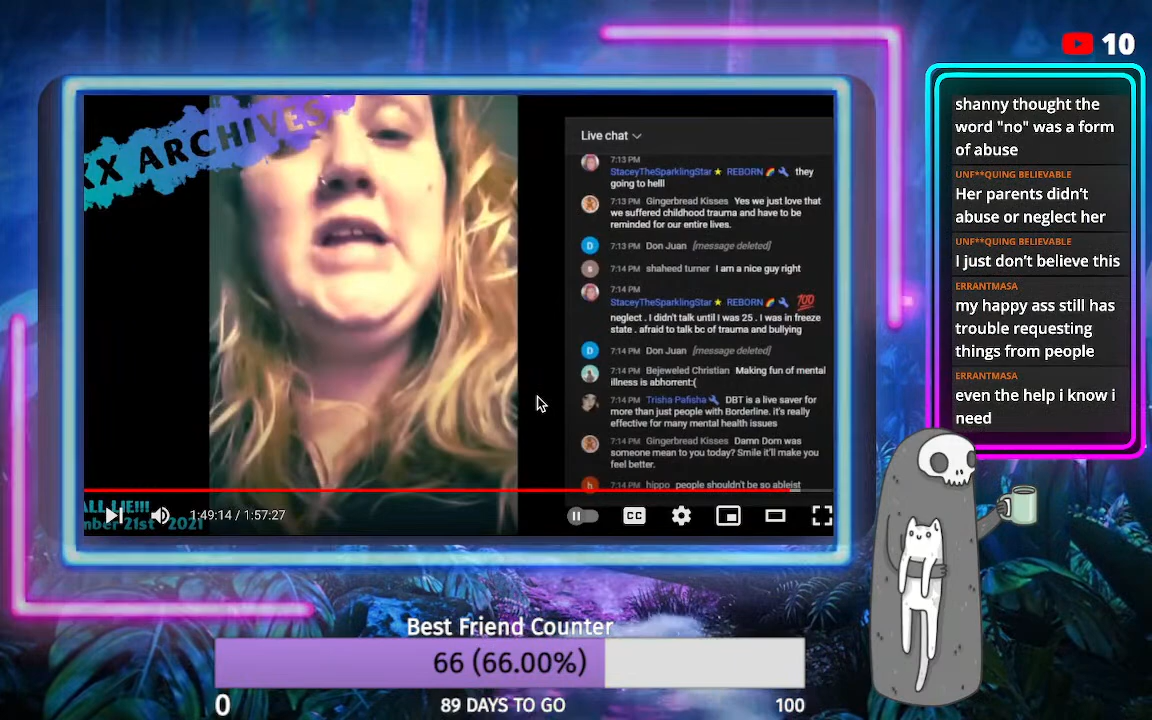 10
XX ARCHIVES
Live chat
7:13 PM
StaceyTheSparklingStar REBORN they
going to hell!
7:13 PM Gingerbread Kisses Yes we just love that
we suffered childhood trauma and have to be
reminded for our entire lives.
D 7:13 PM Don Juan [message deleted]
s 7:14 PM shaheed turner I am a nice guy right
7:14 PM
StaceyTheSparklingStar REBORN 100
neglect . I didn't talk until I was 25 . I was in freeze
state . afraid to talk bc of trauma and bullying
D 7:14 PM Don Juan [message deleted]
7:14 PM Bejeweled Christian Making fun of mental
illness is abhorrent:(
7:14 PM Trisha Pafisha DBT is a live saver for
more than just people with Borderline. it's really
effective for many mental health issues
7:14 PM Gingerbread Kisses Damn Dom was
someone mean to you today? Smile it'll make you
feel better.
h 7:14 PM hippo people shouldn't be so ableist
ALL LIE!!!
mber 21st 2021
1:49:14 / 1:57:27
CC
shanny thought the
word "no" was a form
of abuse
UNF**QUING BELIEVABLE
Her parents didn't
abuse or neglect her
UNF**QUING BELIEVABLE
I just don't believe this
ERRANTMASA
my happy ass still has
trouble requesting
things from people
ERRANTMASA
even the help i know i
need
Best Friend Counter
66 (66.00%)
0 89 DAYS TO GO 100